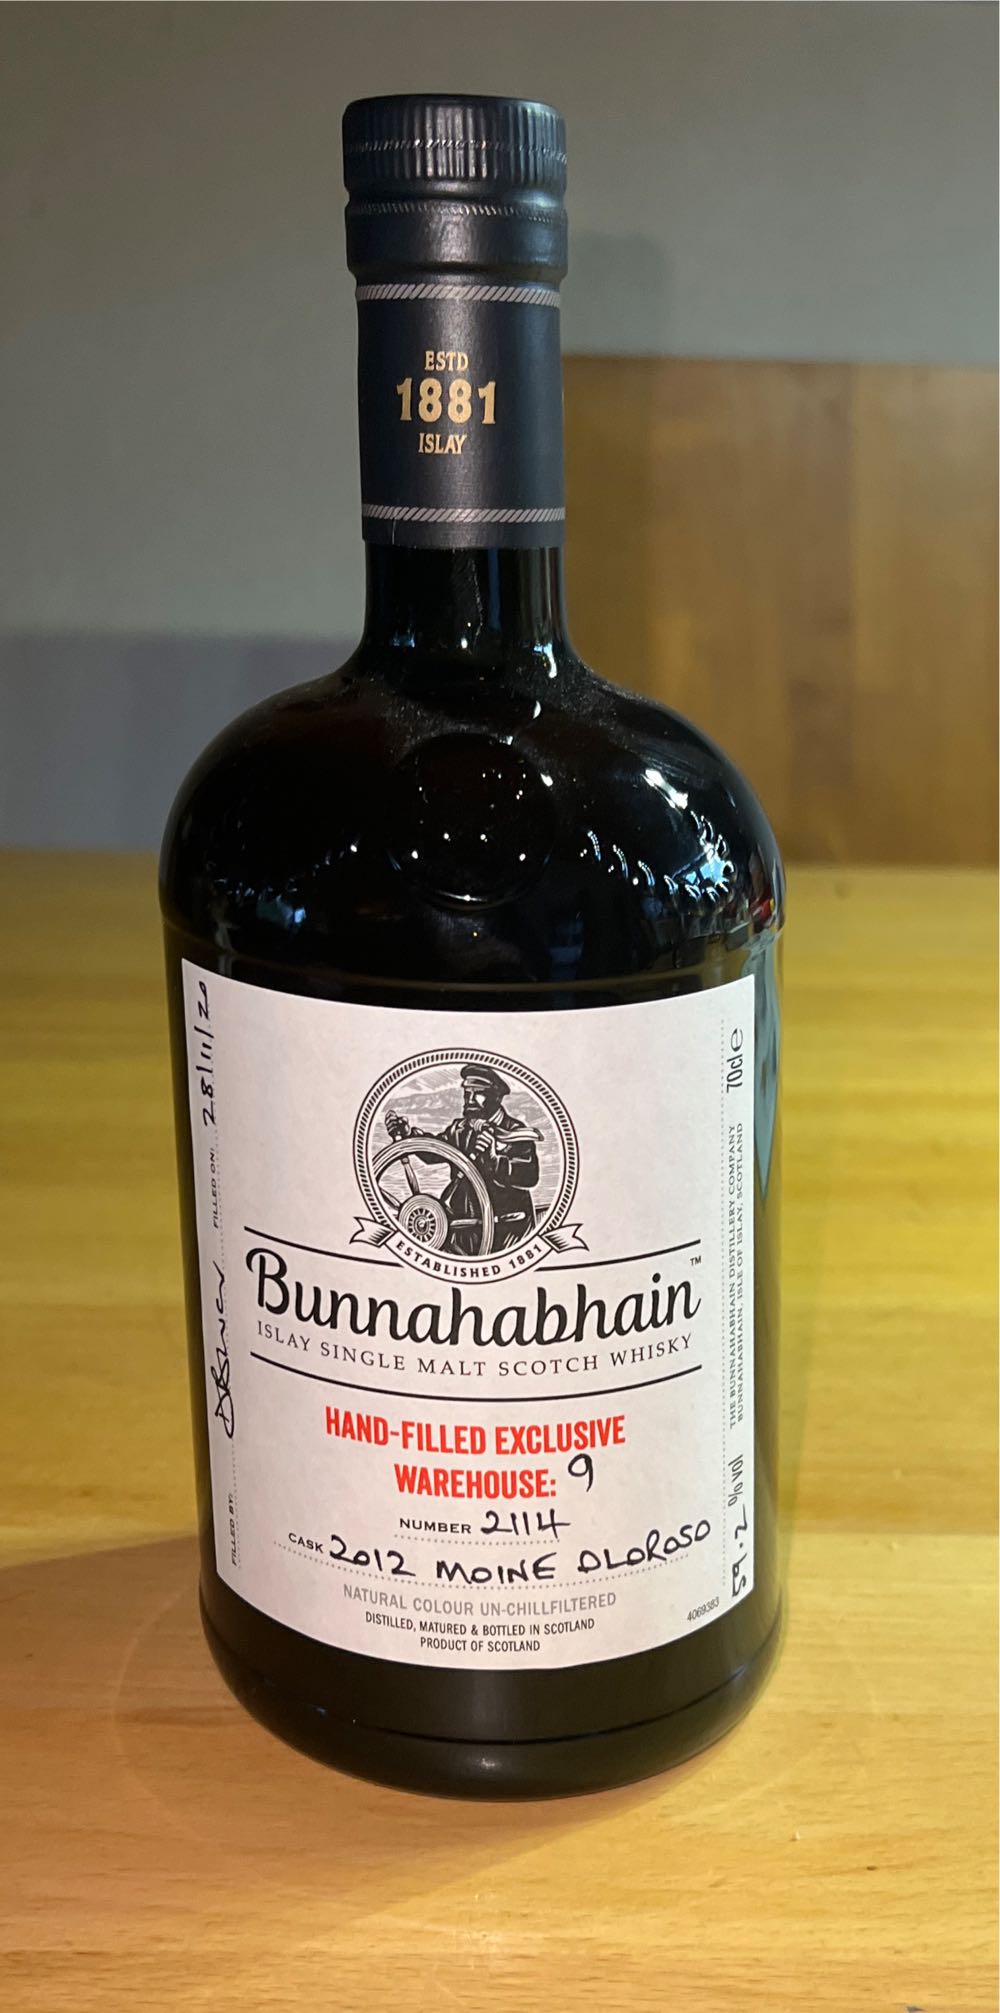 ESTD
1881
ISLAY
ESTABLISHED 1881
Bunnahabhain™
ISLAY SINGLE MALT SCOTCH WHISKY
HAND-FILLED EXCLUSIVE
WAREHOUSE: 9
NUMBER 2114
CASK 2012 MOINE OLOROSO
NATURAL COLOUR UN-CHILLFILTERED
DISTILLED, MATURED & BOTTLED IN SCOTLAND
PRODUCT OF SCOTLAND
4069383
FILLED BY: FILLED ON: 28/11/20
59.2 %vol
THE BUNNAHABHAIN DISTILLERY COMPANY
BUNNAHABHAIN, ISLE OF ISLAY, SCOTLAND
70cl e